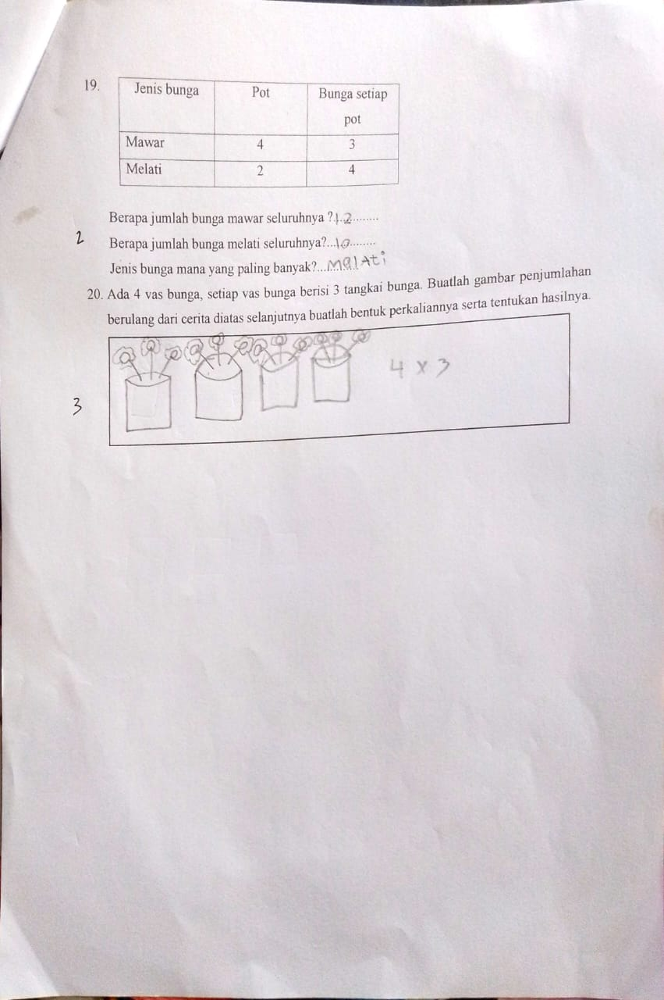 19.
Jenis bunga Pot Bunga setiap
pot
Mawar 4 3
Melati 2 4
Berapa jumlah bunga mawar seluruhnya ?.12........
2
Berapa jumlah bunga melati seluruhnya?...10........
Jenis bunga mana yang paling banyak?...Melati
20. Ada 4 vas bunga, setiap vas bunga berisi 3 tangkai bunga. Buatlah gambar penjumlahan
berulang dari cerita diatas selanjutnya buatlah bentuk perkaliannya serta tentukan hasilnya.
4 x 3
3